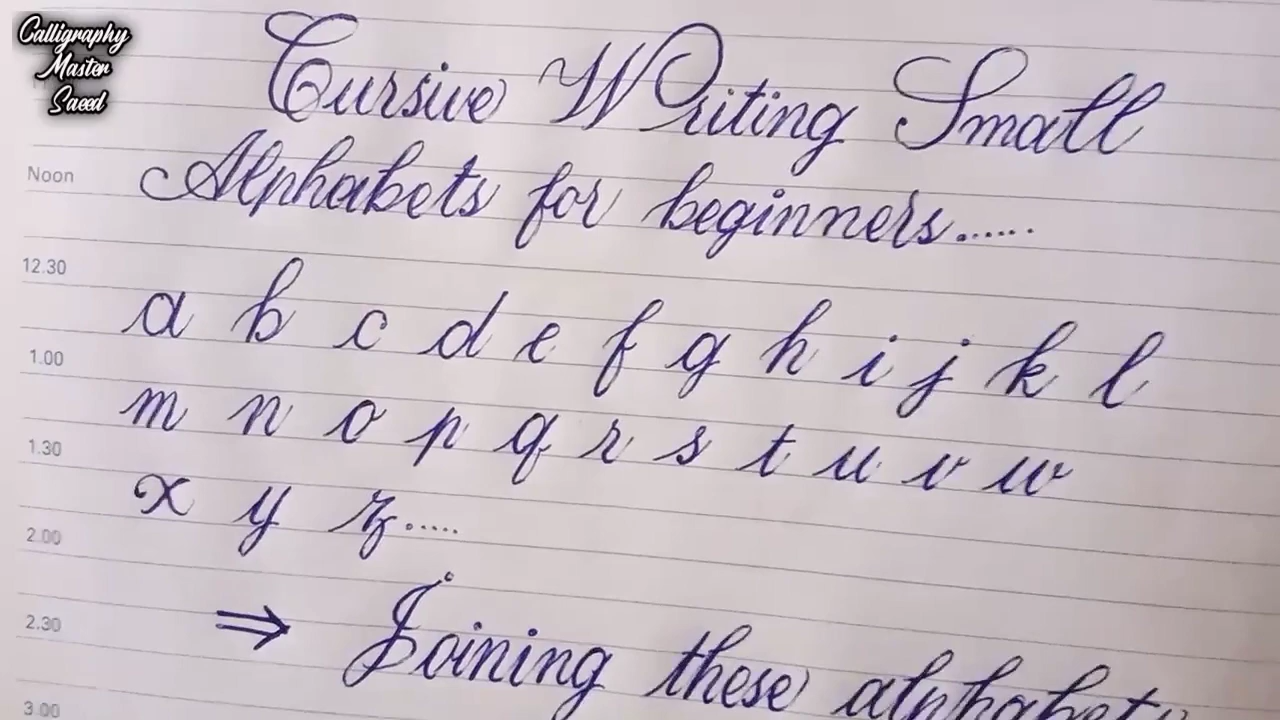 Calligraphy
Master
Saeed
Cursive Writing Small
Noon
Alphabets for beginners......
12.30
a b c d e f g h i j k l
1.00
m n o p q r s t u v w
1.30
x y z.....
2.00
2.30
⇒ Joining these alphabets
3.00